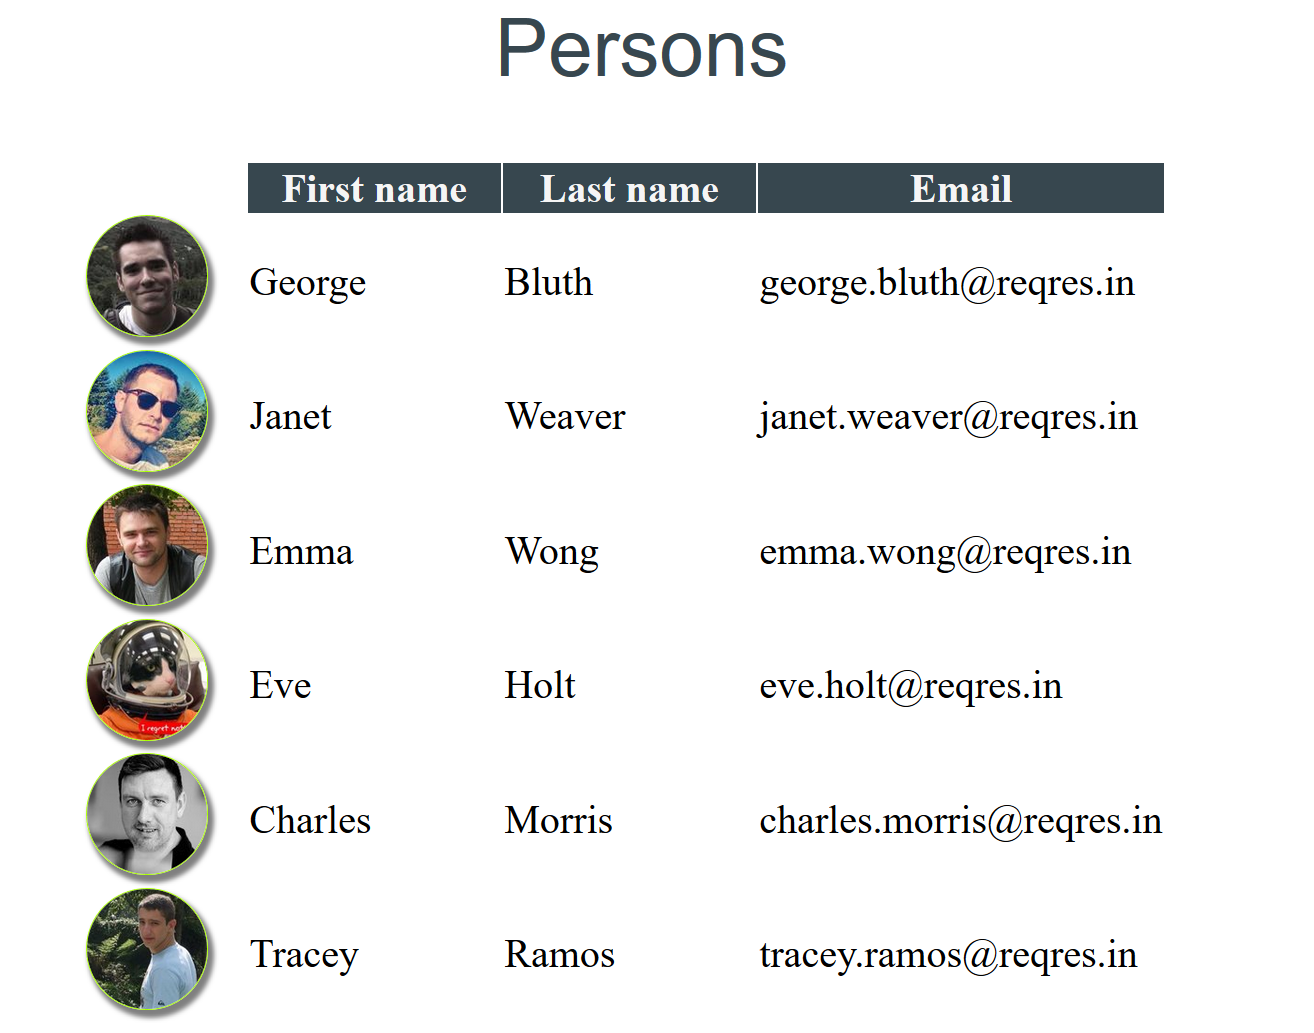 Persons
First name Last name Email
George Bluth george.bluth@reqres.in
Janet Weaver janet.weaver@reqres.in
Emma Wong emma.wong@reqres.in
I regret not
Eve Holt eve.holt@reqres.in
Charles Morris charles.morris@reqres.in
Tracey Ramos tracey.ramos@reqres.in